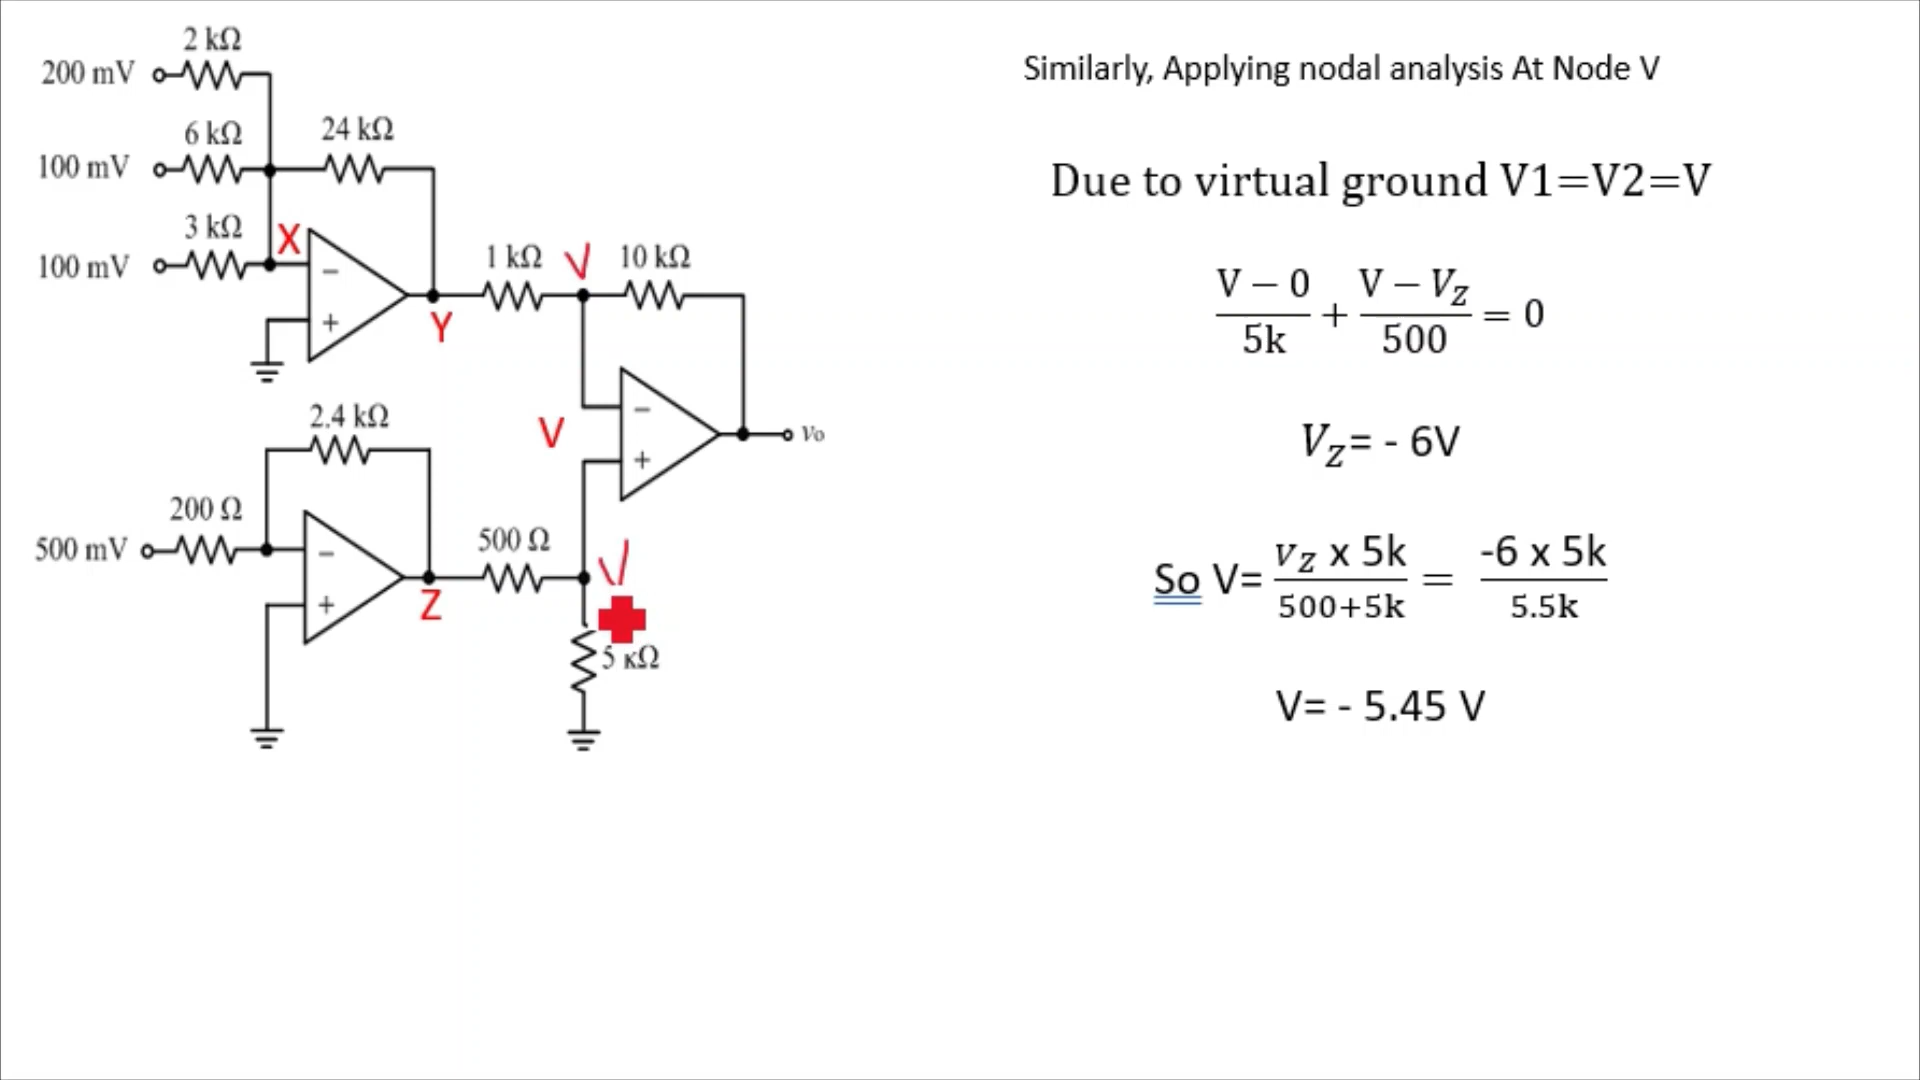 2 kΩ
200 mV
6 kΩ
24 kΩ
100 mV
3 kΩ
X
100 mV
−
+
Y
1 kΩ
V
10 kΩ
V
−
+
Vo
2.4 kΩ
200 Ω
500 mV
−
+
Z
500 Ω
V
5 κΩ
Similarly, Applying nodal analysis At Node V
Due to virtual ground V1=V2=V
V − 0 / 5k + V − VZ / 500 = 0
VZ= - 6V
So V= VZ x 5k / 500+5k = -6 x 5k / 5.5k
V= - 5.45 V